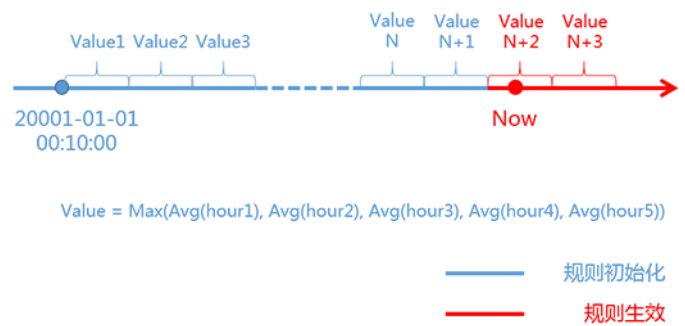 Value1 Value2 Value3
Value N
Value N+1
Value N+2
Value N+3
20001-01-01
00:10:00
Now
Value = Max(Avg(hour1), Avg(hour2), Avg(hour3), Avg(hour4), Avg(hour5))
规则初始化
规则生效